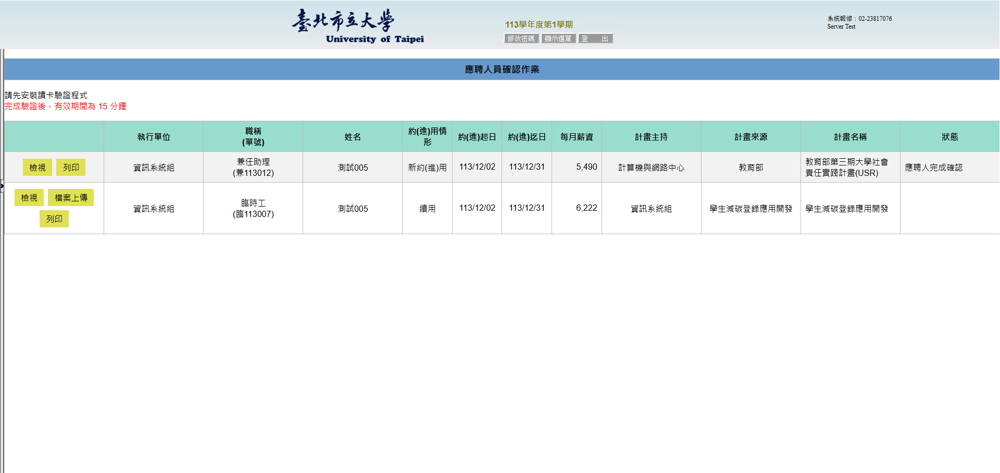 臺北市立大學
University of Taipei
113學年度第1學期
修改密碼 顯示選單 登 出
系統報修：02-23817076
Server Test
應聘人員確認作業
請先安裝讀卡驗證程式
完成驗證後，有效期間為 15 分鐘
執行單位 職稱 (單號) 姓名 約(進)用情形 約(進)起日 約(進)迄日 每月薪資 計畫主持 計畫來源 計畫名稱 狀態
檢視 列印 資訊系統組 兼任助理 (兼113012) 測試005 新約(進)用 113/12/02 113/12/31 5,490 計算機與網路中心 教育部 教育部第三期大學社會責任實踐計畫(USR) 應聘人完成確認
檢視 檔案上傳 列印 資訊系統組 臨時工 (臨113007) 測試005 續用 113/12/02 113/12/31 6,222 資訊系統組 學生減碳登錄應用開發 學生減碳登錄應用開發